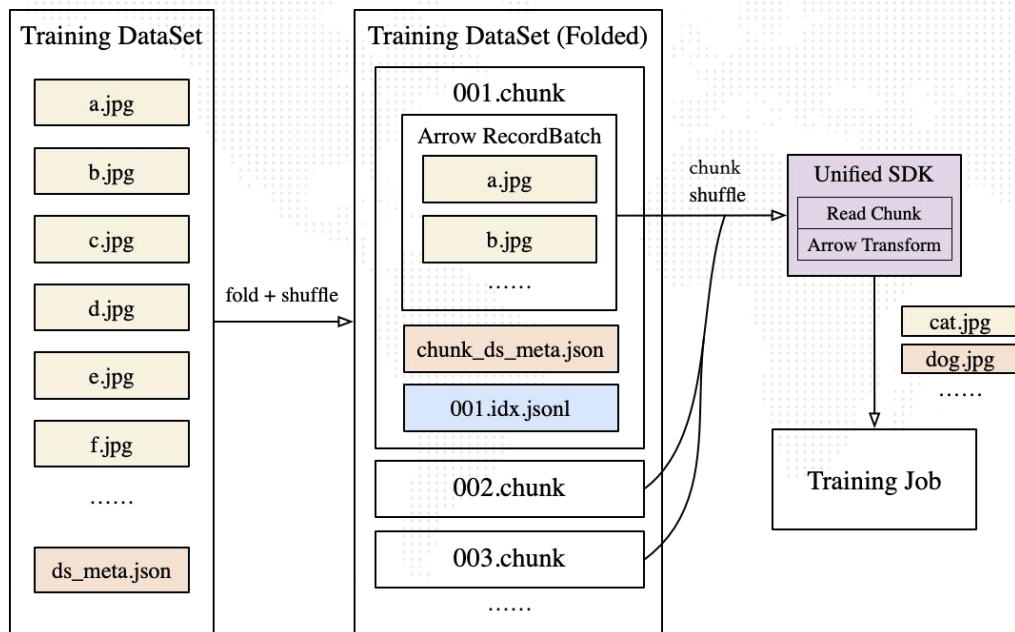 Training DataSet
a.jpg
b.jpg
c.jpg
d.jpg
e.jpg
f.jpg
……
ds_meta.json
fold + shuffle
Training DataSet (Folded)
001.chunk
Arrow RecordBatch
a.jpg
b.jpg
……
chunk_ds_meta.json
001.idx.jsonl
002.chunk
003.chunk
……
chunk
shuffle
Unified SDK
Read Chunk
Arrow Transform
cat.jpg
dog.jpg
……
Training Job